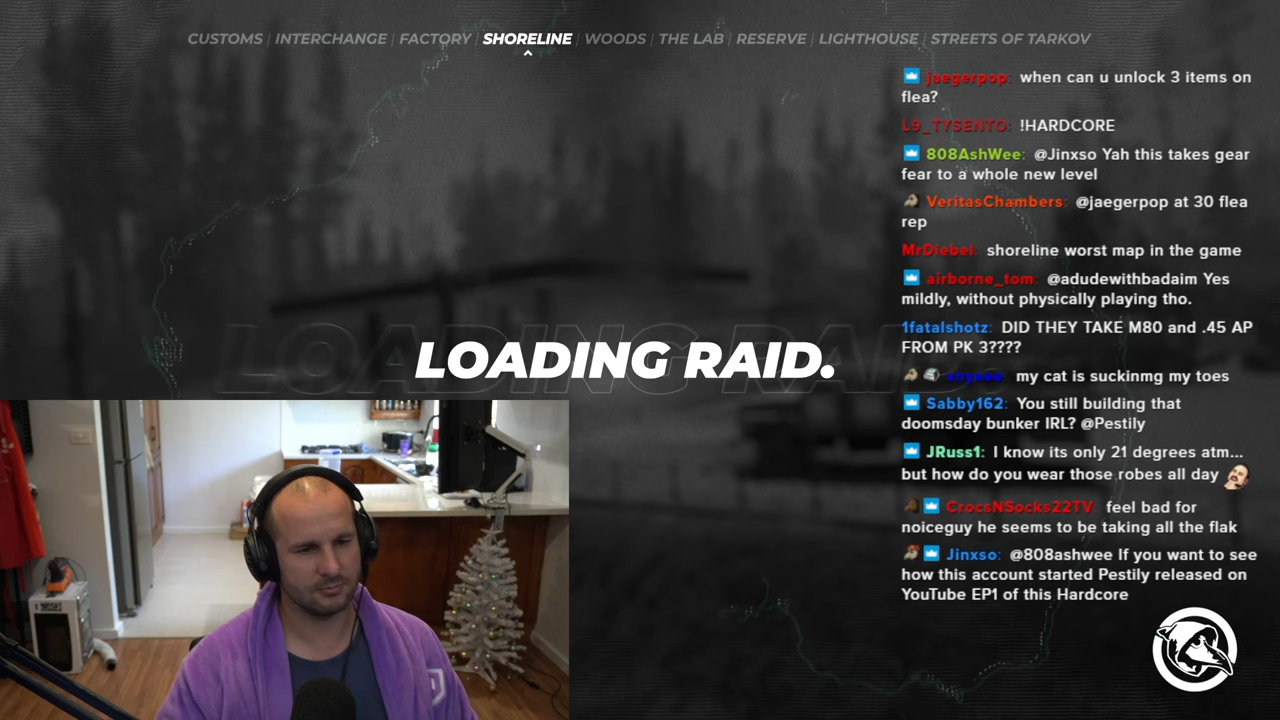 CUSTOMS | INTERCHANGE | FACTORY | SHORELINE | WOODS | THE LAB | RESERVE | LIGHTHOUSE | STREETS OF TARKOV
jaegerpop: when can u unlock 3 items on
flea?
L9_TYSENTO: !HARDCORE
808AshWee: @Jinxso Yah this takes gear
fear to a whole new level
VeritasChambers: @jaegerpop at 30 flea
rep
MrDiebel: shoreline worst map in the game
airborne_tom: @adudewithbadaim Yes
mildly, without physically playing tho.
1fatalshotz: DID THEY TAKE M80 and .45 AP
FROM PK 3????
LOADING RAID
LOADING RAID.
my cat is suckinmg my toes
Sabby162: You still building that
doomsday bunker IRL? @Pestily
JRuss1: I know its only 21 degrees atm...
but how do you wear those robes all day
CrocsNSocks22TV: feel bad for
noiceguy he seems to be taking all the flak
Jinxso: @808ashwee If you want to see
how this account started Pestily released on
YouTube EP1 of this Hardcore